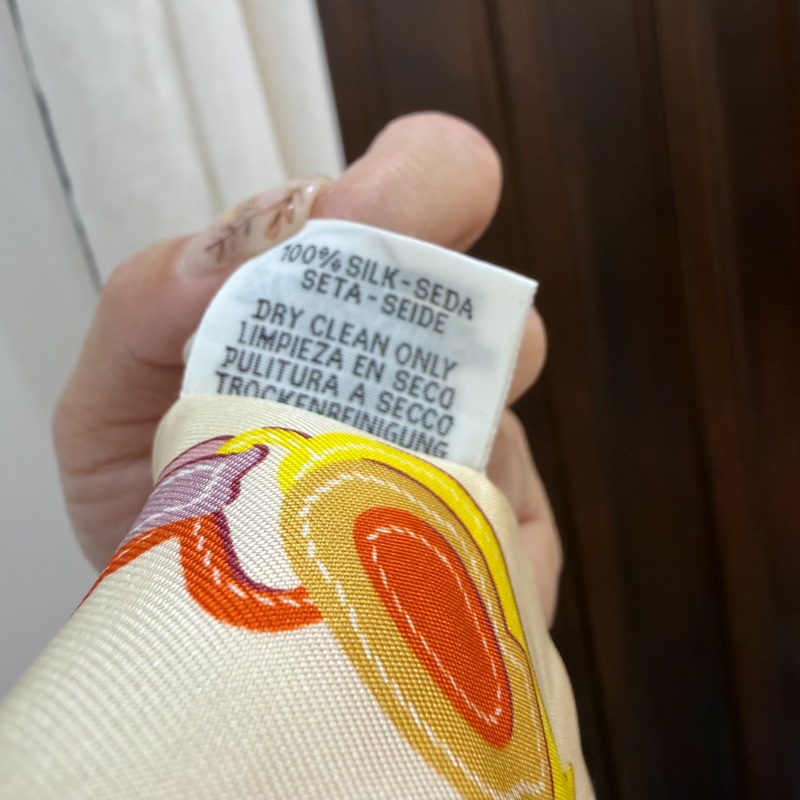 100% SILK-SEDA
SETA-SEIDE
DRY CLEAN ONLY
LIMPIEZA EN SECO
PULITURA A SECCO
TROCKENREINIGUNG